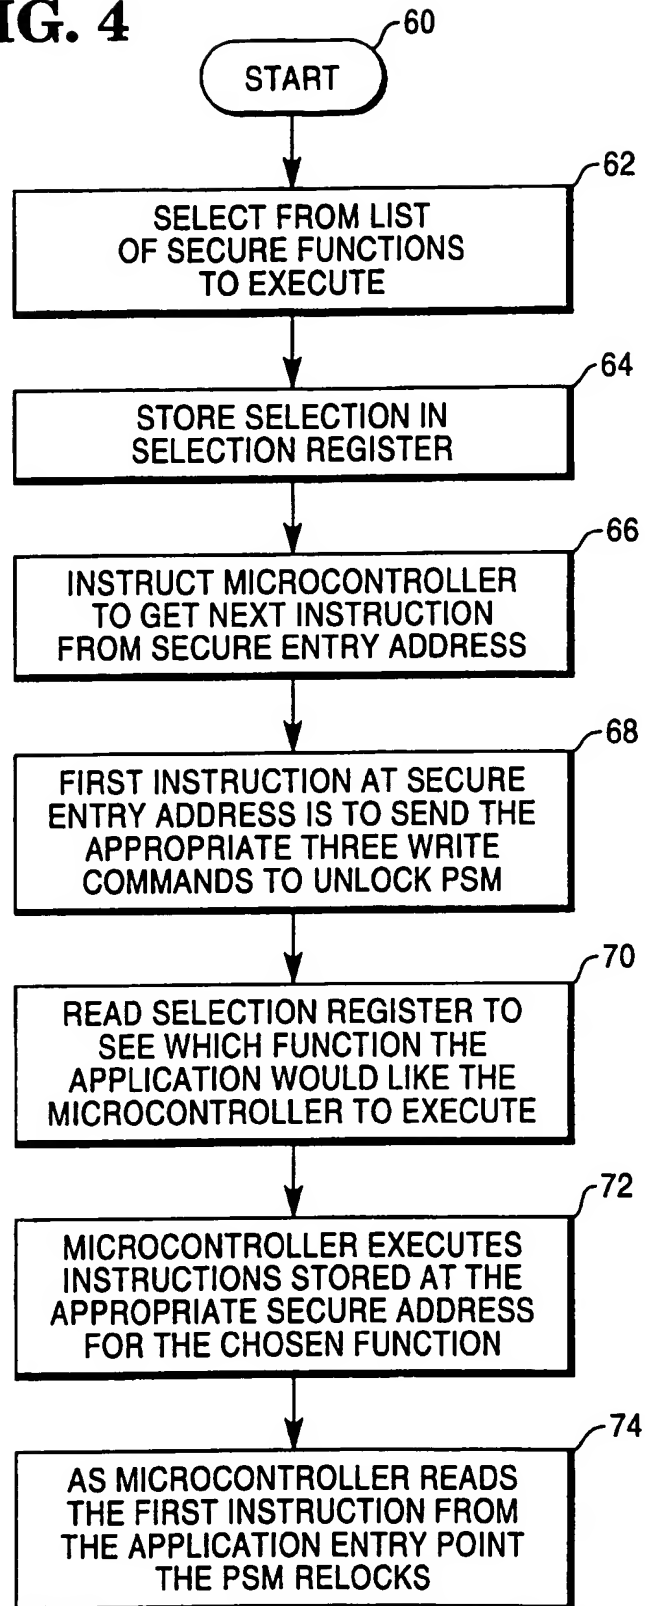 IG. 4
60
START
62
SELECT FROM LIST
OF SECURE FUNCTIONS
TO EXECUTE
64
STORE SELECTION IN
SELECTION REGISTER
66
INSTRUCT MICROCONTROLLER
TO GET NEXT INSTRUCTION
FROM SECURE ENTRY ADDRESS
68
FIRST INSTRUCTION AT SECURE
ENTRY ADDRESS IS TO SEND THE
APPROPRIATE THREE WRITE
COMMANDS TO UNLOCK PSM
70
READ SELECTION REGISTER TO
SEE WHICH FUNCTION THE
APPLICATION WOULD LIKE THE
MICROCONTROLLER TO EXECUTE
72
MICROCONTROLLER EXECUTES
INSTRUCTIONS STORED AT THE
APPROPRIATE SECURE ADDRESS
FOR THE CHOSEN FUNCTION
74
AS MICROCONTROLLER READS
THE FIRST INSTRUCTION FROM
THE APPLICATION ENTRY POINT
THE PSM RELOCKS